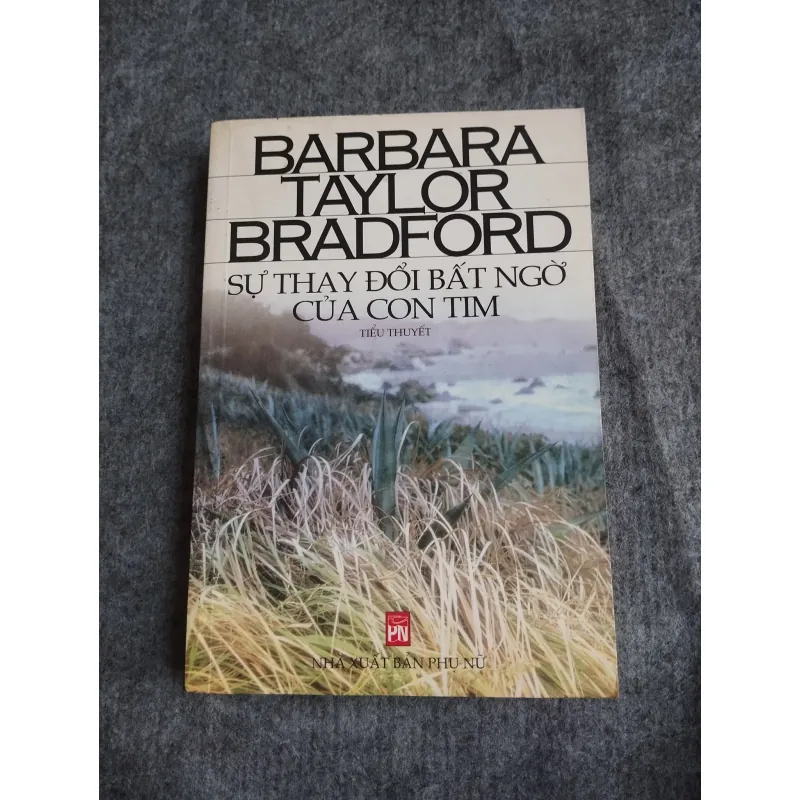 BARBARA
TAYLOR
BRADFORD
SỰ THAY ĐỔI BẤT NGỜ
CỦA CON TIM
TIỂU THUYẾT
PN
NHÀ XUẤT BẢN PHỤ NỮ